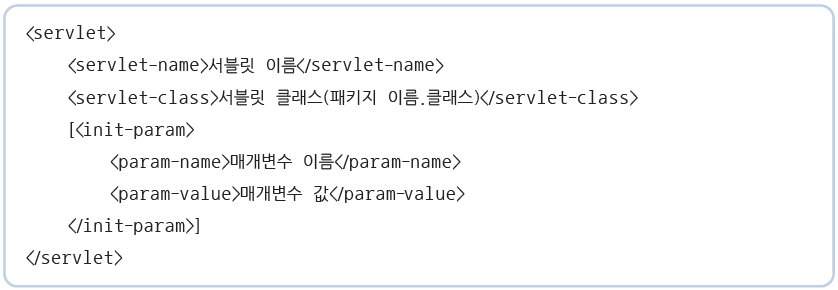 <servlet>
<servlet-name>서블릿 이름</servlet-name>
<servlet-class>서블릿 클래스(패키지 이름.클래스)</servlet-class>
[<init-param>
<param-name>매개변수 이름</param-name>
<param-value>매개변수 값</param-value>
</init-param>]
</servlet>